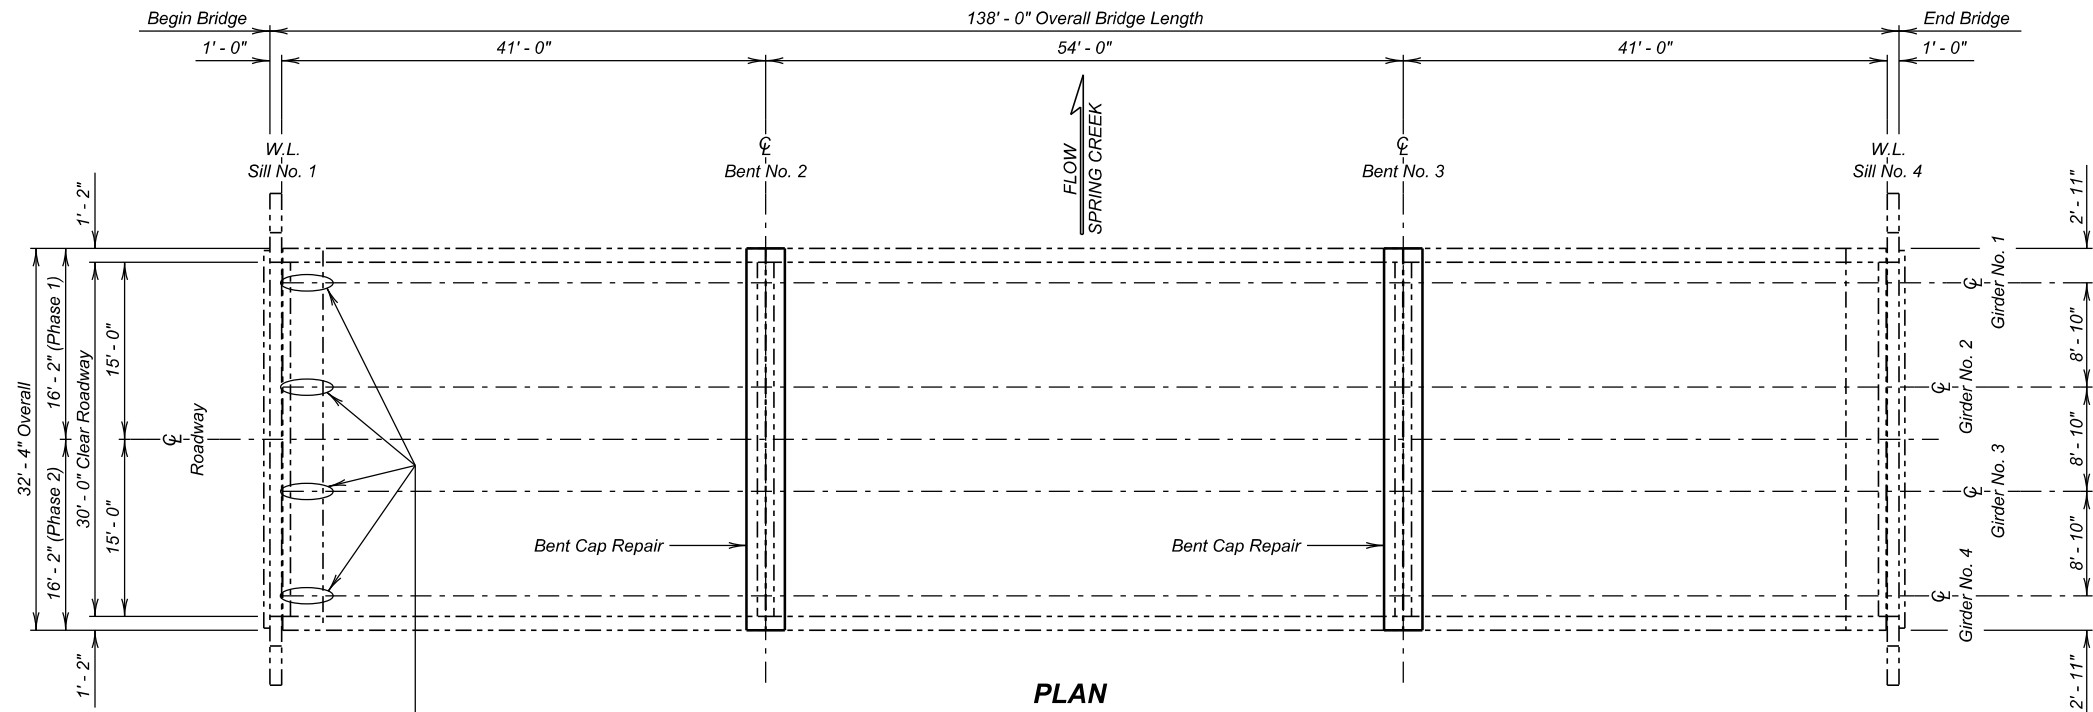 Begin Bridge
138' - 0" Overall Bridge Length
End Bridge
1' - 0"
41' - 0"
54' - 0"
41' - 0"
1' - 0"
FLOW
SPRING CREEK
W.L.
Sill No. 1
℄
Bent No. 2
℄
Bent No. 3
W.L.
Sill No. 4
1' - 2"
2' - 11"
32' - 4" Overall
16' - 2" (Phase 1)
16' - 2" (Phase 2)
30' - 0" Clear Roadway
15' - 0"
15' - 0"
℄
Roadway
℄
Girder No. 1
℄
Girder No. 2
℄
Girder No. 3
℄
Girder No. 4
8' - 10"
8' - 10"
8' - 10"
Bent Cap Repair
Bent Cap Repair
1' - 2"
2' - 11"
PLAN